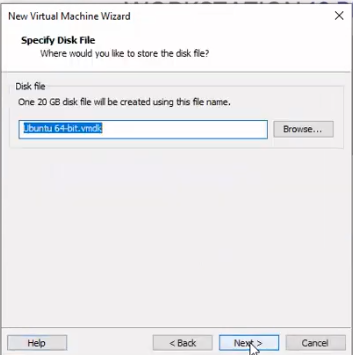 New Virtual Machine Wizard
Specify Disk File
Where would you like to store the disk file?
Disk file
One 20 GB disk file will be created using this file name.
Ubuntu 64-bit.vmdk
Browse...
Help
< Back
Next >
Cancel